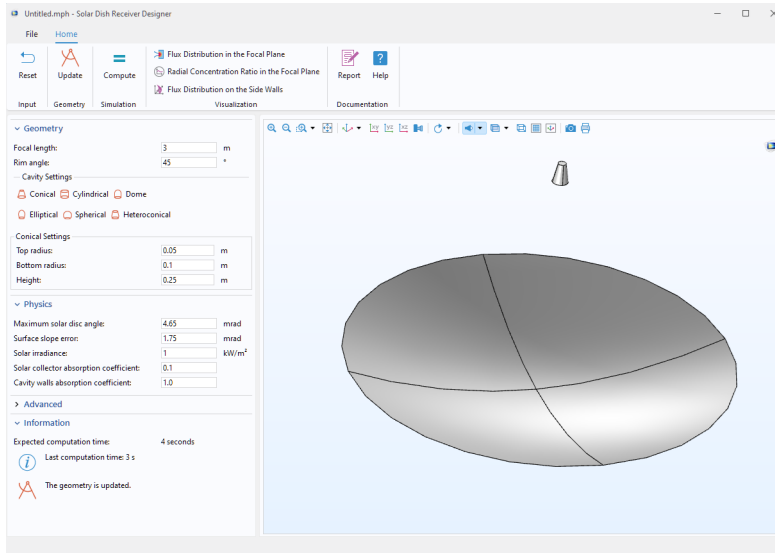 Untitled.mph - Solar Dish Receiver Designer
File Home
Reset Update Compute
Flux Distribution in the Focal Plane
Radial Concentration Ratio in the Focal Plane
Flux Distribution on the Side Walls
Report Help
Input Geometry Simulation Visualization Documentation
Geometry
Focal length: 3 m
Rim angle: 45 °
Cavity Settings
Conical Cylindrical Dome
Elliptical Spherical Heteroconical
Conical Settings
Top radius: 0.05 m
Bottom radius: 0.1 m
Height: 0.25 m
Physics
Maximum solar disc angle: 4.65 mrad
Surface slope error: 1.75 mrad
Solar irradiance: 1 kW/m²
Solar collector absorption coefficient: 0.1
Cavity walls absorption coefficient: 1.0
Advanced
Information
Expected computation time: 4 seconds
Last computation time: 3 s
The geometry is updated.